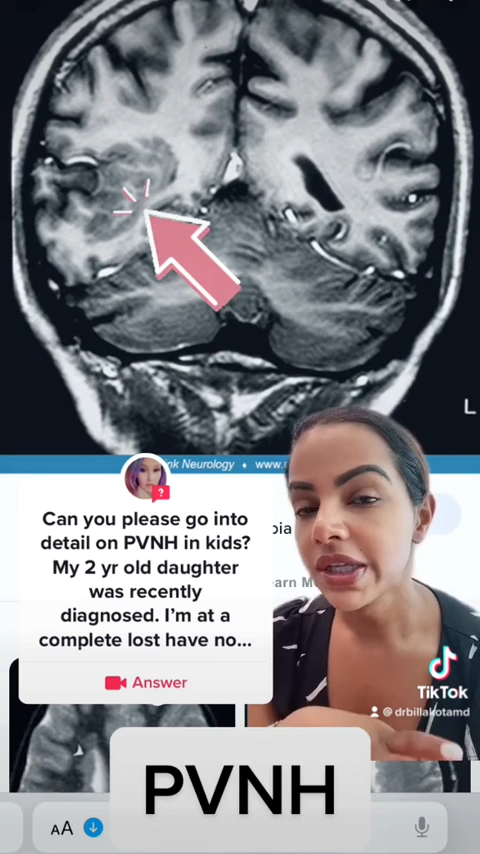 L
nk Neurology ♦ www.
Can you please go into
detail on PVNH in kids?
My 2 yr old daughter
was recently
diagnosed. I'm at a
complete lost have no...
Answer
TikTok
@drbillakotamd
PVNH
AA